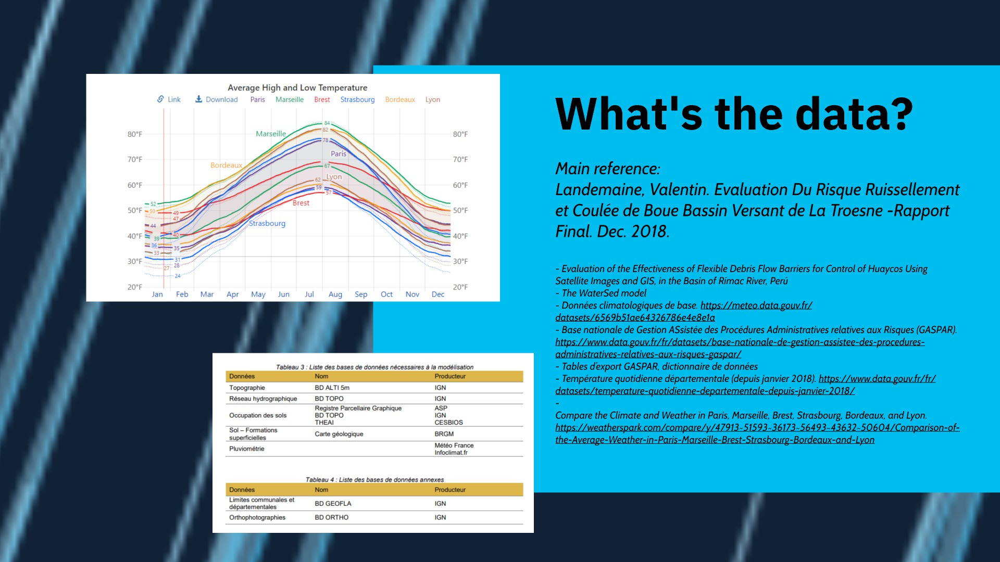 Average High and Low Temperature
Link Download Paris Marseille Brest Strasbourg Bordeaux Lyon
84
82
80°F Marseille 80°F
78
Paris
70°F 70°F
Bordeaux 67
Lyon
62
60°F 60°F
59
57
52 Brest
50 49 50°F 50°F
47
44 Strasbourg
40 40°F 40°F
39
36 35
33
31 30°F 30°F
28
27
24
20°F 20°F
Jan Feb Mar Apr May Jun Jul Aug Sep Oct Nov Dec
What's the data?
Main reference:
Landemaine, Valentin. Evaluation Du Risque Ruissellement
et Coulée de Boue Bassin Versant de La Troesne -Rapport
Final. Dec. 2018.
- Evaluation of the Effectiveness of Flexible Debris Flow Barriers for Control of Huaycos Using
Satellite Images and GIS, in the Basin of Rímac River, Perú
- The WaterSed model
- Données climatologiques de base. https://meteo.data.gouv.fr/
datasets/6569b51ae64326786e4e8e1a
- Base nationale de Gestion ASsistée des Procédures Administratives relatives aux Risques (GASPAR).
https://www.data.gouv.fr/fr/datasets/base-nationale-de-gestion-assistee-des-procedures-
administratives-relatives-aux-risques-gaspar/
- Tables d'export GASPAR, dictionnaire de données
- Température quotidienne départementale (depuis janvier 2018). https://www.data.gouv.fr/fr/
datasets/temperature-quotidienne-departementale-depuis-janvier-2018/
-
Compare the Climate and Weather in Paris, Marseille, Brest, Strasbourg, Bordeaux, and Lyon.
https://weatherspark.com/compare/y/47913~51593~36173~56493~43632~50604/Comparison-of-
the-Average-Weather-in-Paris-Marseille-Brest-Strasbourg-Bordeaux-and-Lyon
Tableau 3 : Liste des bases de données nécessaires à la modélisation
Données Nom Producteur
Topographie BD ALTI 5m IGN
Réseau hydrographique BD TOPO IGN
Registre Parcellaire Graphique ASP
Occupation des sols BD TOPO IGN
THEAI CESBIOS
Sol – Formations
superficielles Carte géologique BRGM
Pluviométrie Météo France
Infoclimat.fr
Tableau 4 : Liste des bases de données annexes
Données Nom Producteur
Limites communales et
départementales BD GEOFLA IGN
Orthophotographies BD ORTHO IGN